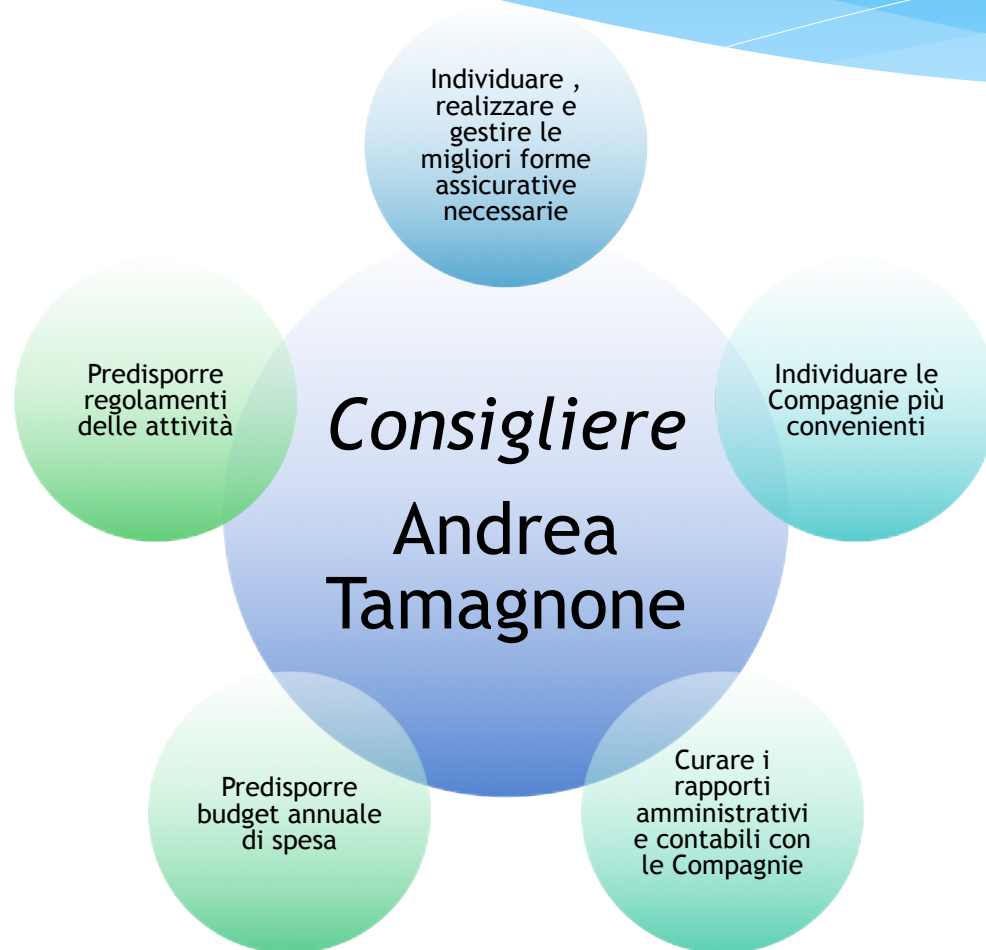 Individuare ,
realizzare e
gestire le
migliori forme
assicurative
necessarie
Predisporre
regolamenti
delle attività
Individuare le
Compagnie più
convenienti
Consigliere
Andrea
Tamagnone
Predisporre
budget annuale
di spesa
Curare i
rapporti
amministrativi
e contabili con
le Compagnie